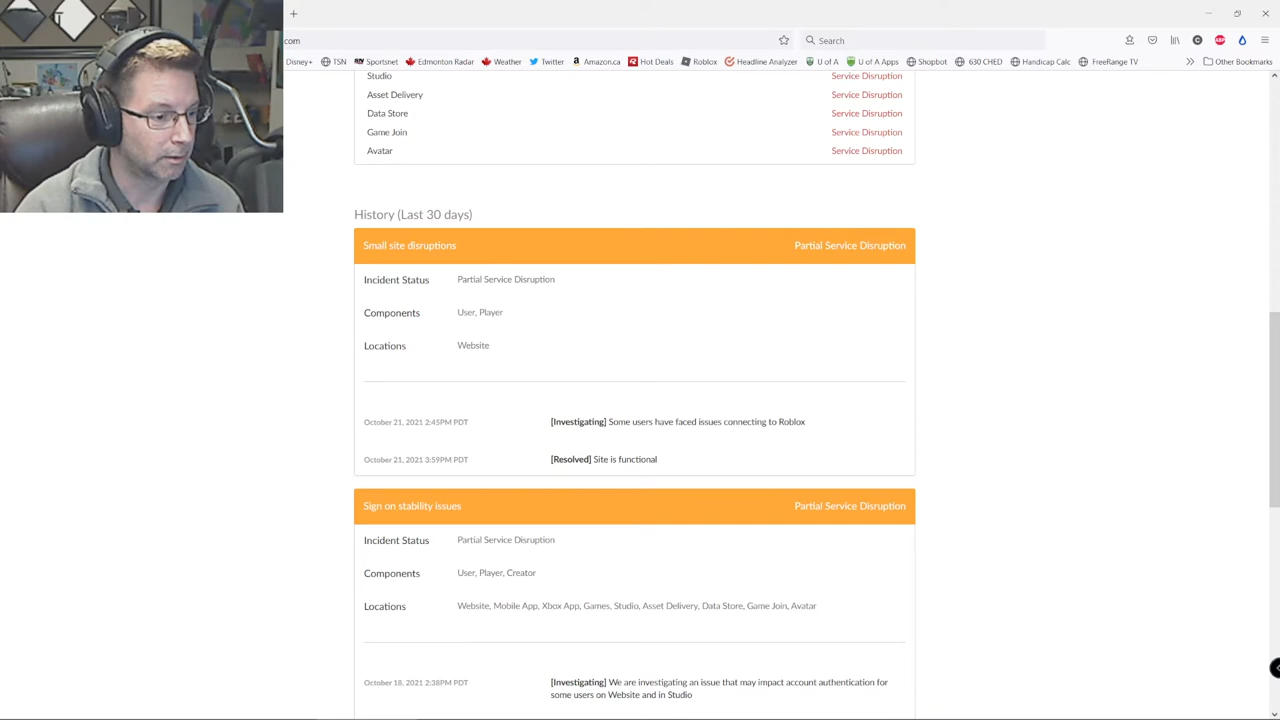 com
Search
Disney+ TSN Sportsnet Edmonton Radar Weather Twitter Amazon.ca Hot Deals Roblox Headline Analyzer U of A U of A Apps Shopbot 630 CHED Handicap Calc FreeRange TV Other Bookmarks
Studio Service Disruption
Asset Delivery Service Disruption
Data Store Service Disruption
Game Join Service Disruption
Avatar Service Disruption
History (Last 30 days)
Small site disruptions Partial Service Disruption
Incident Status Partial Service Disruption
Components User, Player
Locations Website
October 21, 2021 2:45PM PDT [Investigating] Some users have faced issues connecting to Roblox
October 21, 2021 3:59PM PDT [Resolved] Site is functional
Sign on stability issues Partial Service Disruption
Incident Status Partial Service Disruption
Components User, Player, Creator
Locations Website, Mobile App, Xbox App, Games, Studio, Asset Delivery, Data Store, Game Join, Avatar
October 18, 2021 2:38PM PDT [Investigating] We are investigating an issue that may impact account authentication for
some users on Website and in Studio